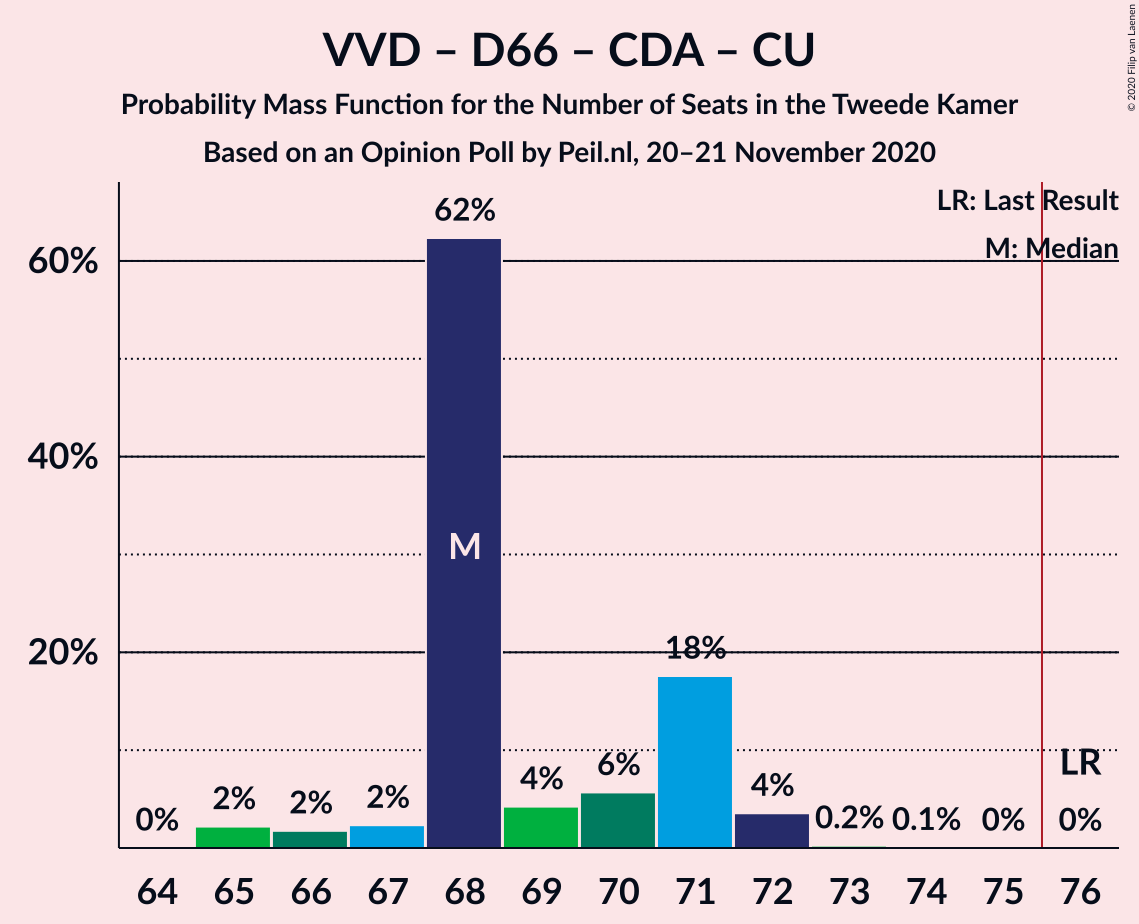 VVD – D66 – CDA – CU
Probability Mass Function for the Number of Seats in the Tweede Kamer
Based on an Opinion Poll by Peil.nl, 20–21 November 2020
© 2020 Filip van Laenen
LR: Last Result
M: Median
60%
40%
20%
0%
2%
2%
2%
62%
M
4%
6%
18%
4%
0.2%
0.1%
0%
LR
0%
64 65 66 67 68 69 70 71 72 73 74 75 76